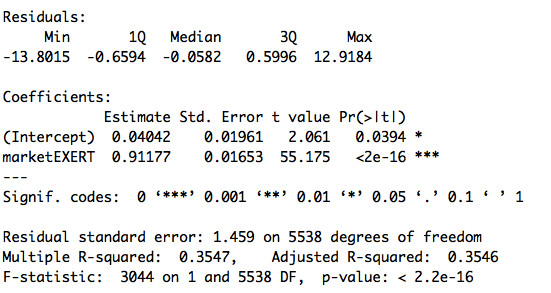 Residuals:
     Min       1Q   Median       3Q      Max
-13.8015  -0.6594  -0.0582   0.5996  12.9184

Coefficients:
            Estimate Std. Error t value Pr(>|t|)
(Intercept)  0.04042    0.01961   2.061   0.0394 *
marketEXERT  0.91177    0.01653  55.175   <2e-16 ***
---
Signif. codes:  0 ‘***’ 0.001 ‘**’ 0.01 ‘*’ 0.05 ‘.’ 0.1 ‘ ’ 1

Residual standard error: 1.459 on 5538 degrees of freedom
Multiple R-squared:  0.3547,    Adjusted R-squared:  0.3546
F-statistic:  3044 on 1 and 5538 DF,  p-value: < 2.2e-16